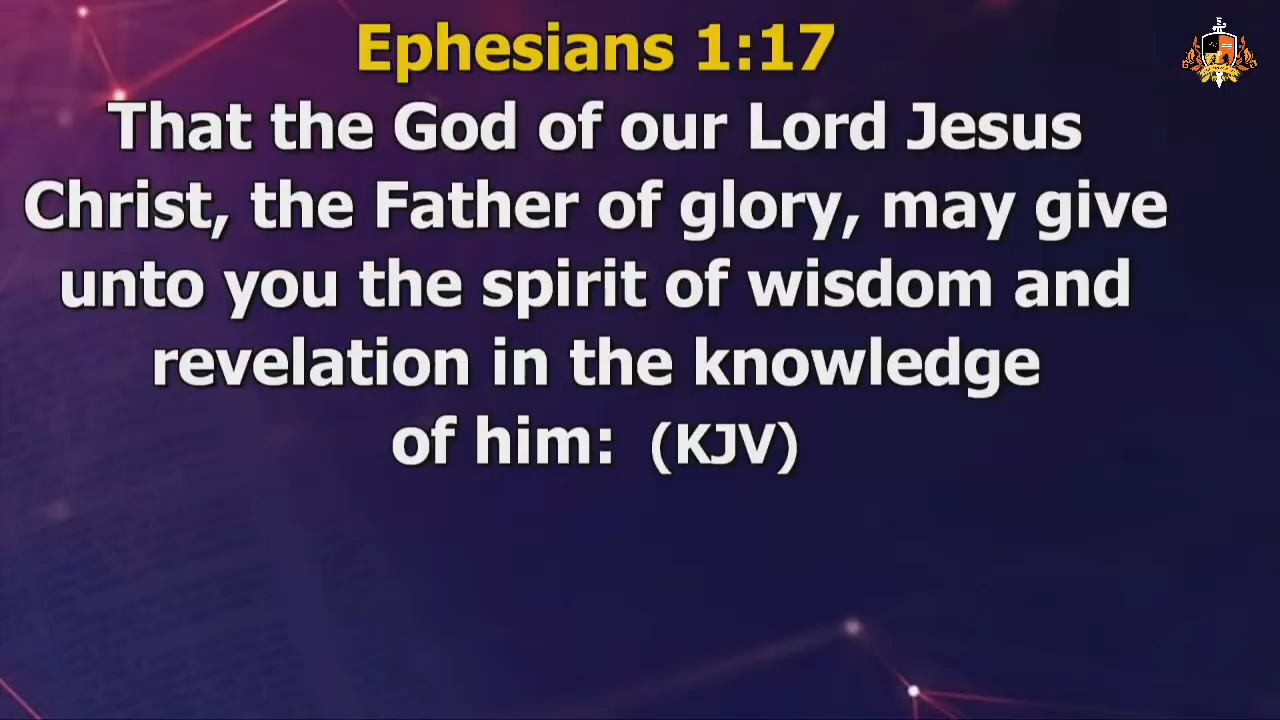 Ephesians 1:17
That the God of our Lord Jesus
Christ, the Father of glory, may give
unto you the spirit of wisdom and
revelation in the knowledge
of him: (KJV)